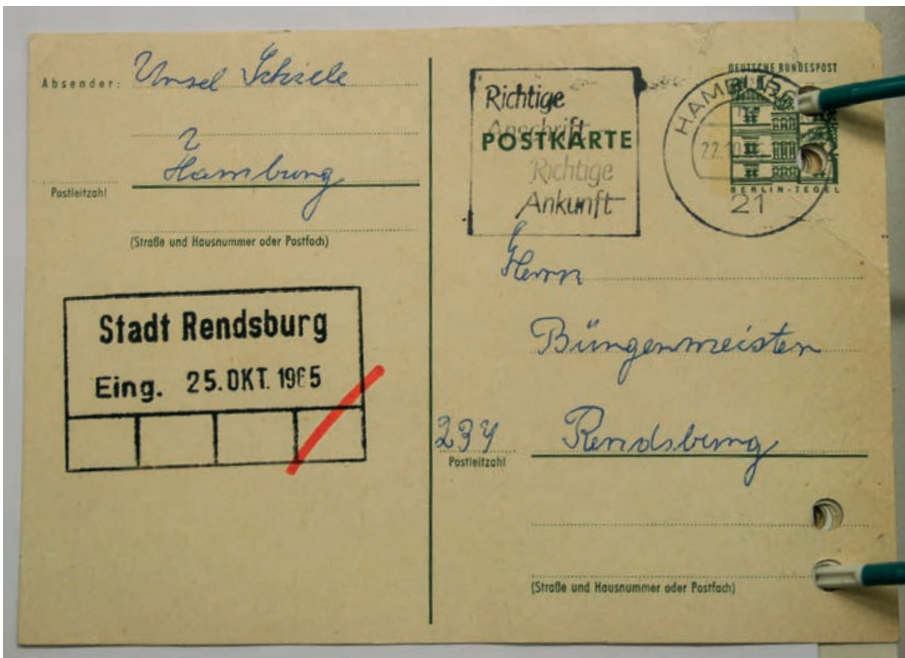 Absender: Ursel Schiele
2
Hamburg
Postleitzahl
(Straße und Hausnummer oder Postfach)
Stadt Rendsburg
Eing. 25.OKT. 1965
Richtige
Anschrift
POSTKARTE
Richtige
Ankunft
DEUTSCHE BUNDESPOST
HAMBURG
21
BERLIN-TEGEL
Herrn
Bürgermeister
237 Rendsburg
Postleitzahl
(Straße und Hausnummer oder Postfach)